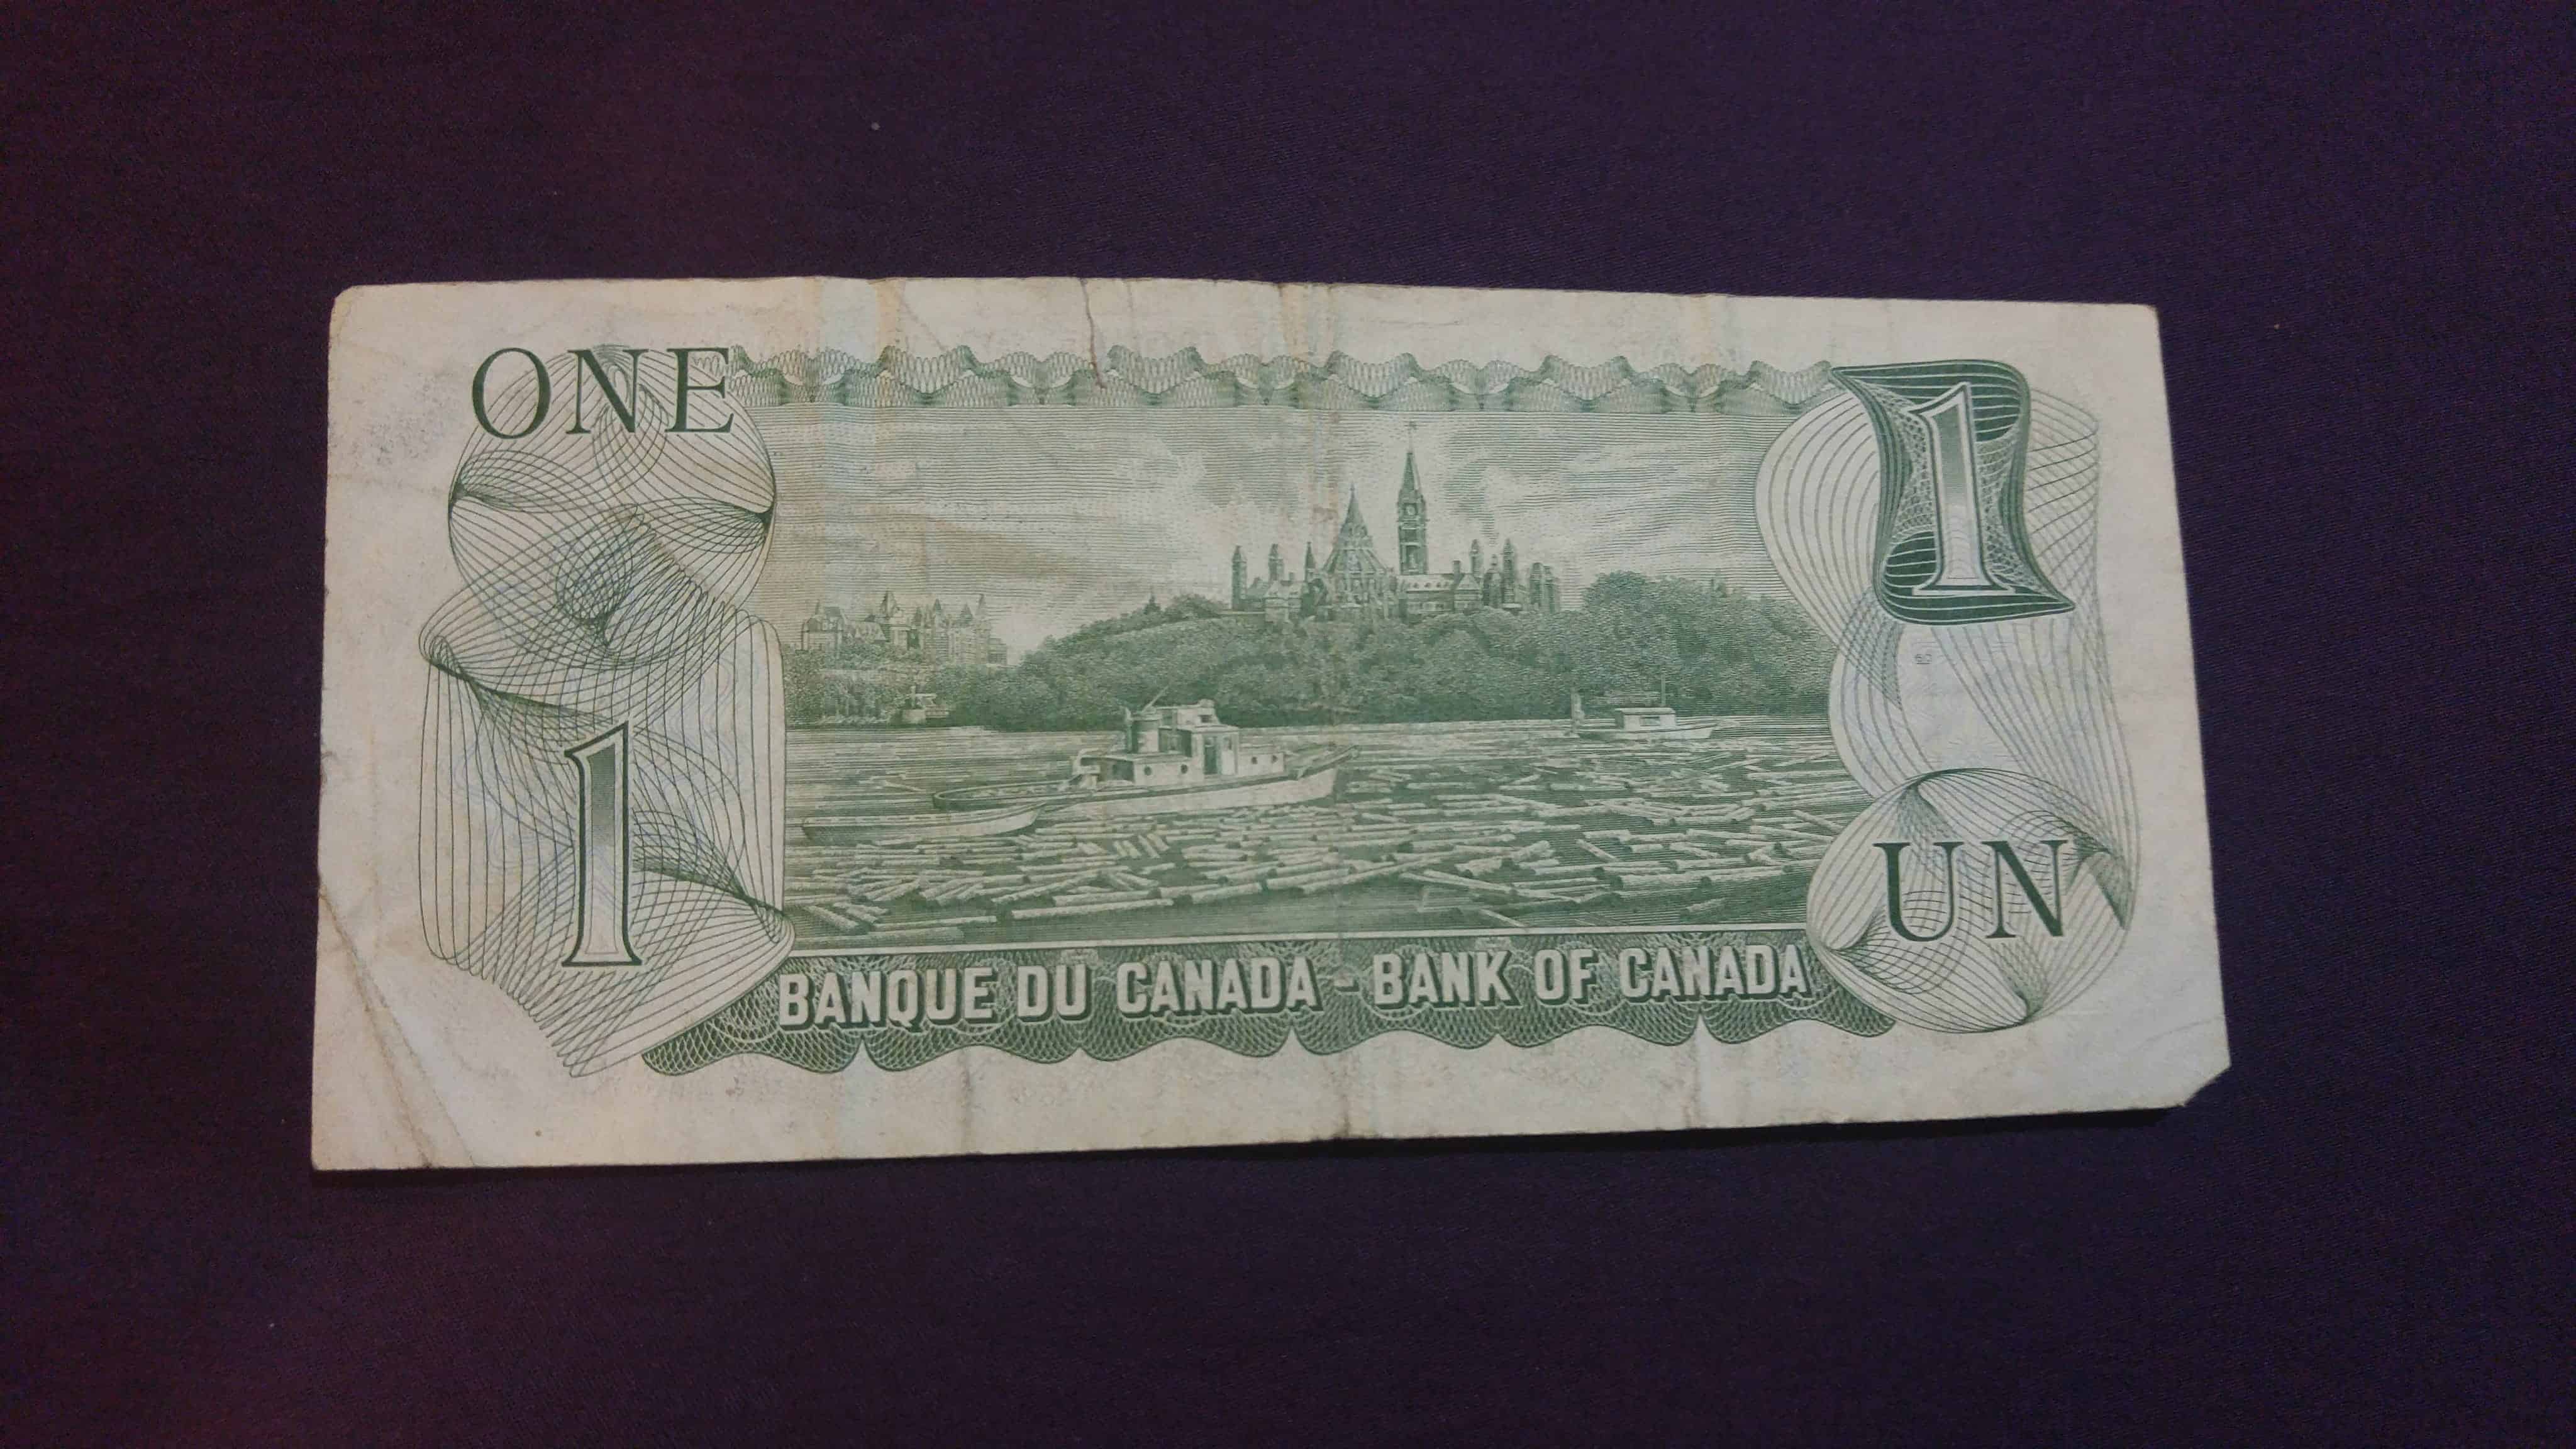 ONE
1
1
UN
BANQUE DU CANADA - BANK OF CANADA